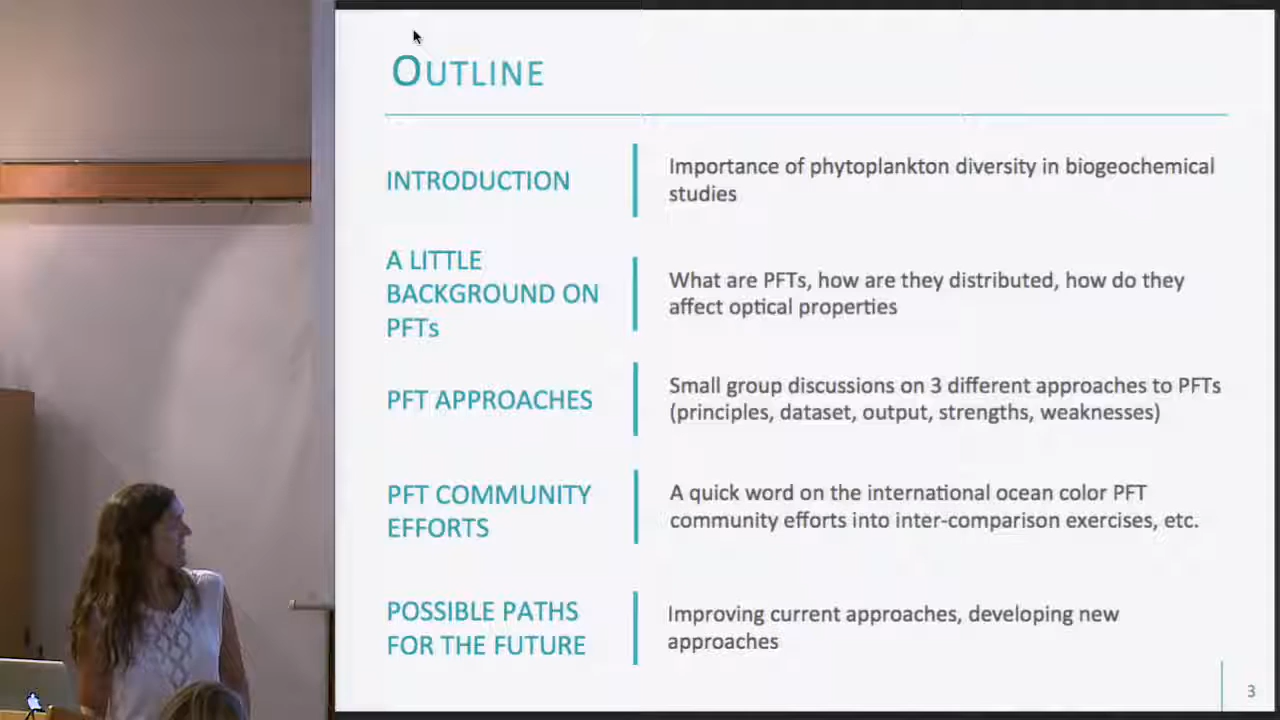 OUTLINE
INTRODUCTION
Importance of phytoplankton diversity in biogeochemical
studies
A LITTLE
BACKGROUND ON
PFTs
What are PFTs, how are they distributed, how do they
affect optical properties
PFT APPROACHES
Small group discussions on 3 different approaches to PFTs
(principles, dataset, output, strengths, weaknesses)
PFT COMMUNITY
EFFORTS
A quick word on the international ocean color PFT
community efforts into inter-comparison exercises, etc.
POSSIBLE PATHS
FOR THE FUTURE
Improving current approaches, developing new
approaches
3